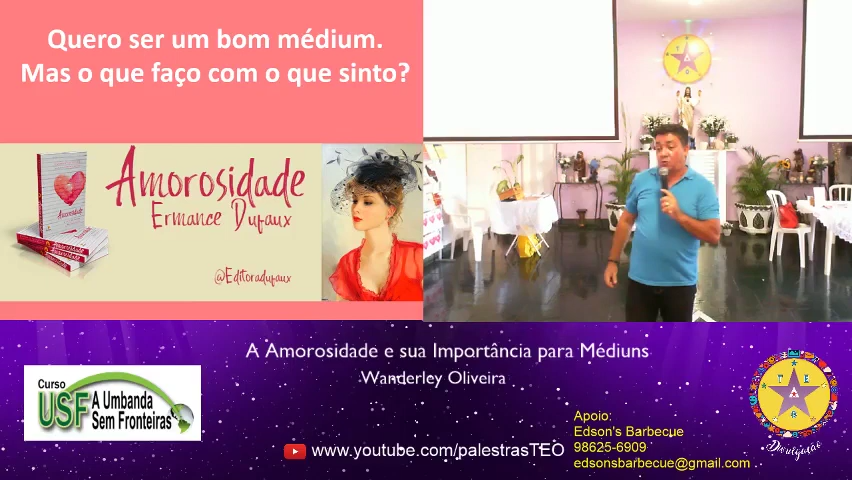 Quero ser um bom médium.
Mas o que faço com o que sinto?
Amorosidade
Ermance Dufaux
@Editoradufaux
Amorosidade
A Amorosidade e sua Importância para Médiuns
Wanderley Oliveira
Curso
USF A Umbanda
Sem Fronteiras
www.youtube.com/palestrasTEO
Apoio:
Edson's Barbecue
98625-6909
edsonsbarbecue@gmail.com
Divulgação